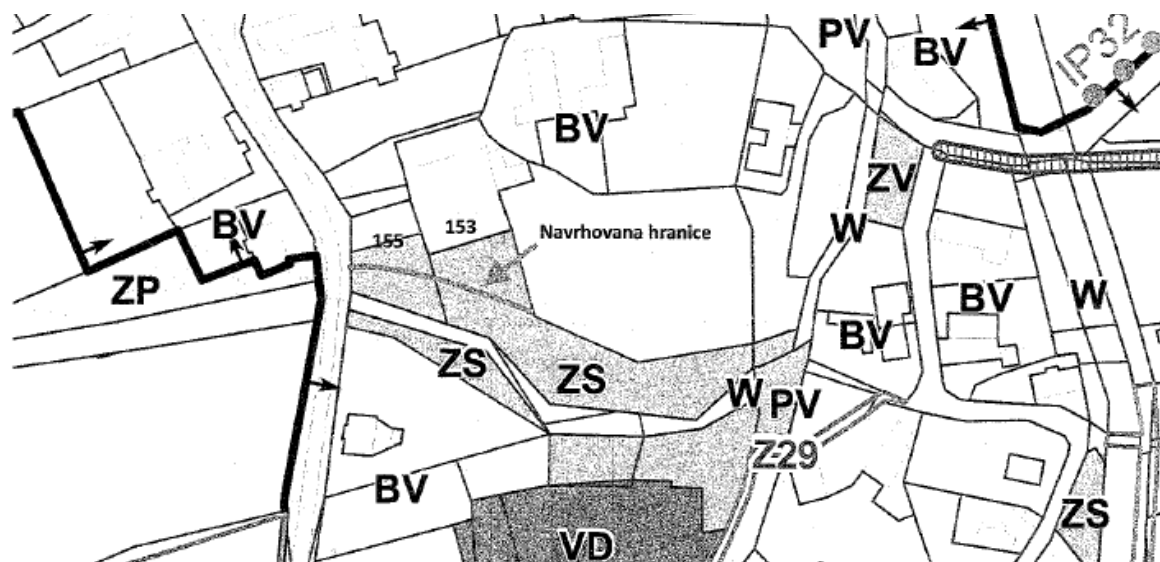 PV
BV
IP32
BV
ZV
BV
153
155
Navrhovana hranice
W
ZP
BV
W
BV
ZS
ZS
W
PV
Z-29
BV
ZS
VD